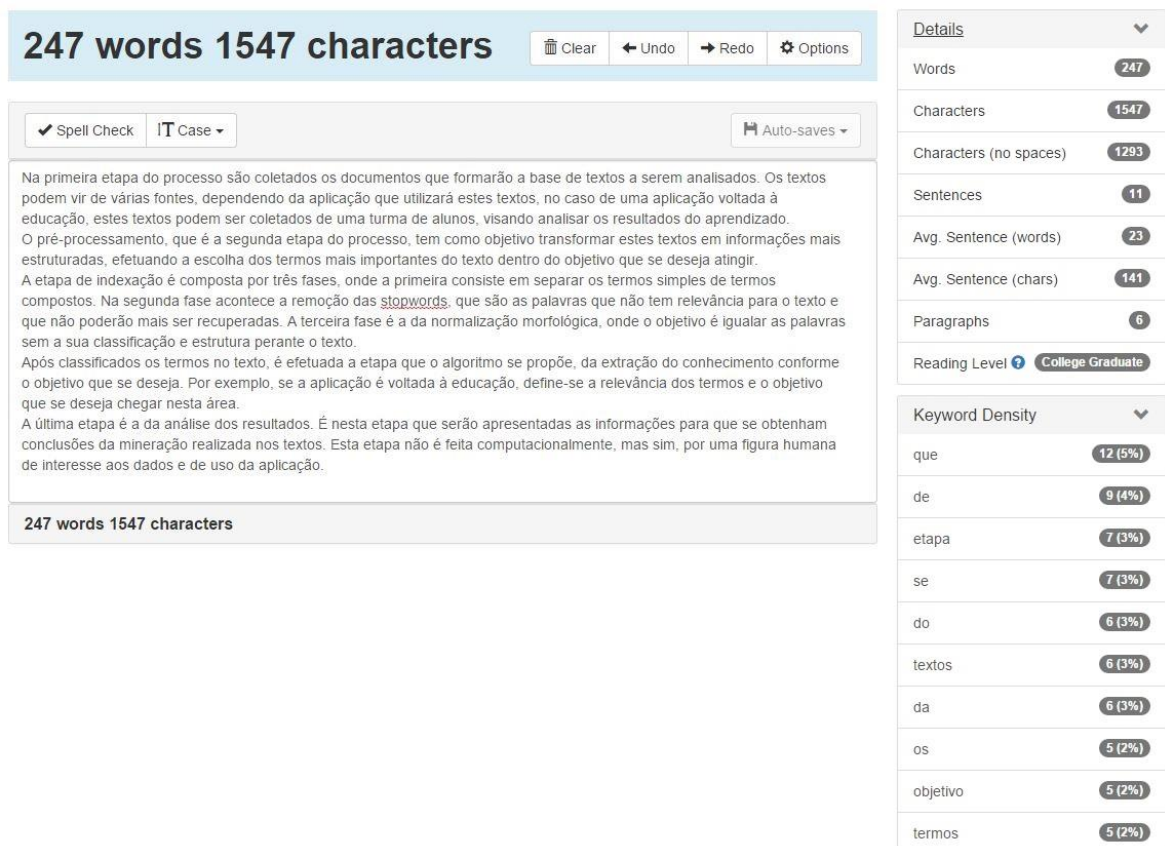 247 words 1547 characters
Clear
Undo
Redo
Options
Spell Check
Case
Auto-saves
Na primeira etapa do processo são coletados os documentos que formarão a base de textos a serem analisados. Os textos
podem vir de várias fontes, dependendo da aplicação que utilizará estes textos, no caso de uma aplicação voltada à
educação, estes textos podem ser coletados de uma turma de alunos, visando analisar os resultados do aprendizado.
O pré-processamento, que é a segunda etapa do processo, tem como objetivo transformar estes textos em informações mais
estruturadas, efetuando a escolha dos termos mais importantes do texto dentro do objetivo que se deseja atingir.
A etapa de indexação é composta por três fases, onde a primeira consiste em separar os termos simples de termos
compostos. Na segunda fase acontece a remoção das stopwords, que são as palavras que não tem relevância para o texto e
que não poderão mais ser recuperadas. A terceira fase é a da normalização morfológica, onde o objetivo é igualar as palavras
sem a sua classificação e estrutura perante o texto.
Após classificados os termos no texto, é efetuada a etapa que o algoritmo se propõe, da extração do conhecimento conforme
o objetivo que se deseja. Por exemplo, se a aplicação é voltada à educação, define-se a relevância dos termos e o objetivo
que se deseja chegar nesta área.
A última etapa é a da análise dos resultados. É nesta etapa que serão apresentadas as informações para que se obtenham
conclusões da mineração realizada nos textos. Esta etapa não é feita computacionalmente, mas sim, por uma figura humana
de interesse aos dados e de uso da aplicação.
247 words 1547 characters
Details
Words 247
Characters 1547
Characters (no spaces) 1293
Sentences 11
Avg. Sentence (words) 23
Avg. Sentence (chars) 141
Paragraphs 6
Reading Level ? College Graduate
Keyword Density
que 12 (5%)
de 9 (4%)
etapa 7 (3%)
se 7 (3%)
do 6 (3%)
textos 6 (3%)
da 6 (3%)
os 5 (2%)
objetivo 5 (2%)
termos 5 (2%)